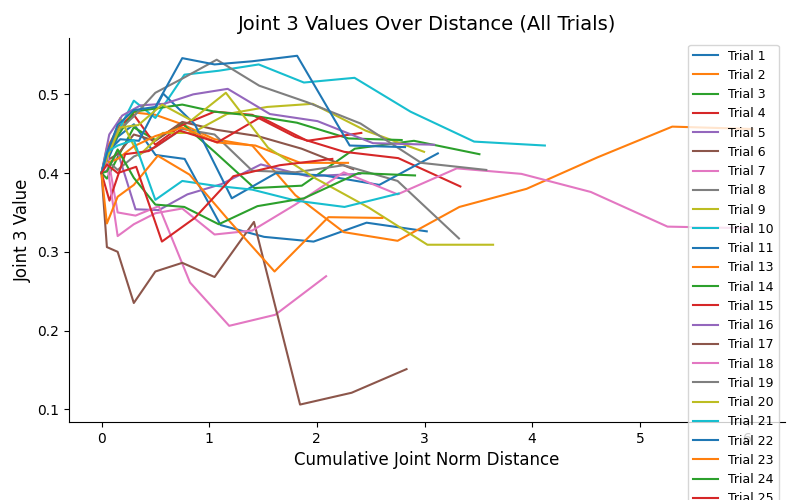 Joint 3 Values Over Distance (All Trials)
Joint 3 Value
0.5
0.4
0.3
0.2
0.1
0
1
2
3
4
5
Cumulative Joint Norm Distance
Trial 1
Trial 2
Trial 3
Trial 4
Trial 5
Trial 6
Trial 7
Trial 8
Trial 9
Trial 10
Trial 11
Trial 13
Trial 14
Trial 15
Trial 16
Trial 17
Trial 18
Trial 19
Trial 20
Trial 21
Trial 22
Trial 23
Trial 24
Trial 25